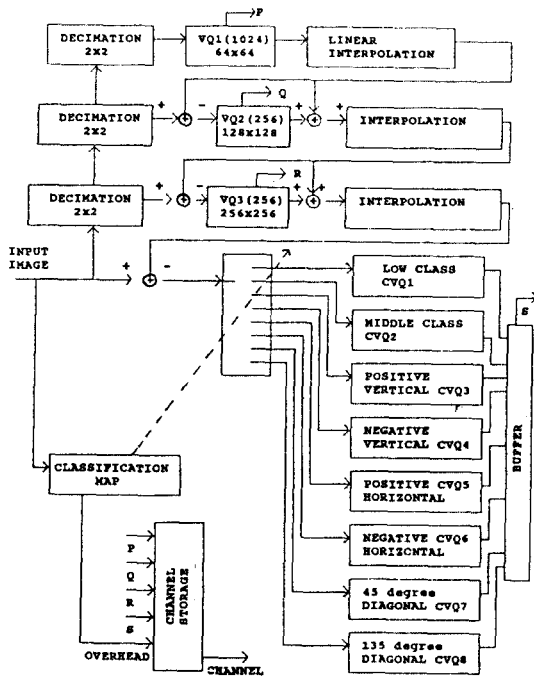 P
DECIMATION
2x2
VQ1(1024)
64x64
LINEAR
INTERPOLATION
Q
DECIMATION
2x2
+
-
VQ2(256)
128x128
+
+
INTERPOLATION
R
DECIMATION
2x2
+
-
VQ3(256)
256x256
+
+
INTERPOLATION
INPUT
IMAGE
+
-
LOW CLASS
CVQ1
S
MIDDLE CLASS
CVQ2
POSITIVE
VERTICAL CVQ3
NEGATIVE
VERTICAL CVQ4
BUFFER
CLASSIFICATION
MAP
POSITIVE CVQ5
HORIZONTAL
NEGATIVE CVQ6
HORIZONTAL
P
Q
R
S
OVERHEAD
CHANNEL
STORAGE
CHANNEL
45 degree
DIAGONAL CVQ7
135 degree
DIAGONAL CVQ8